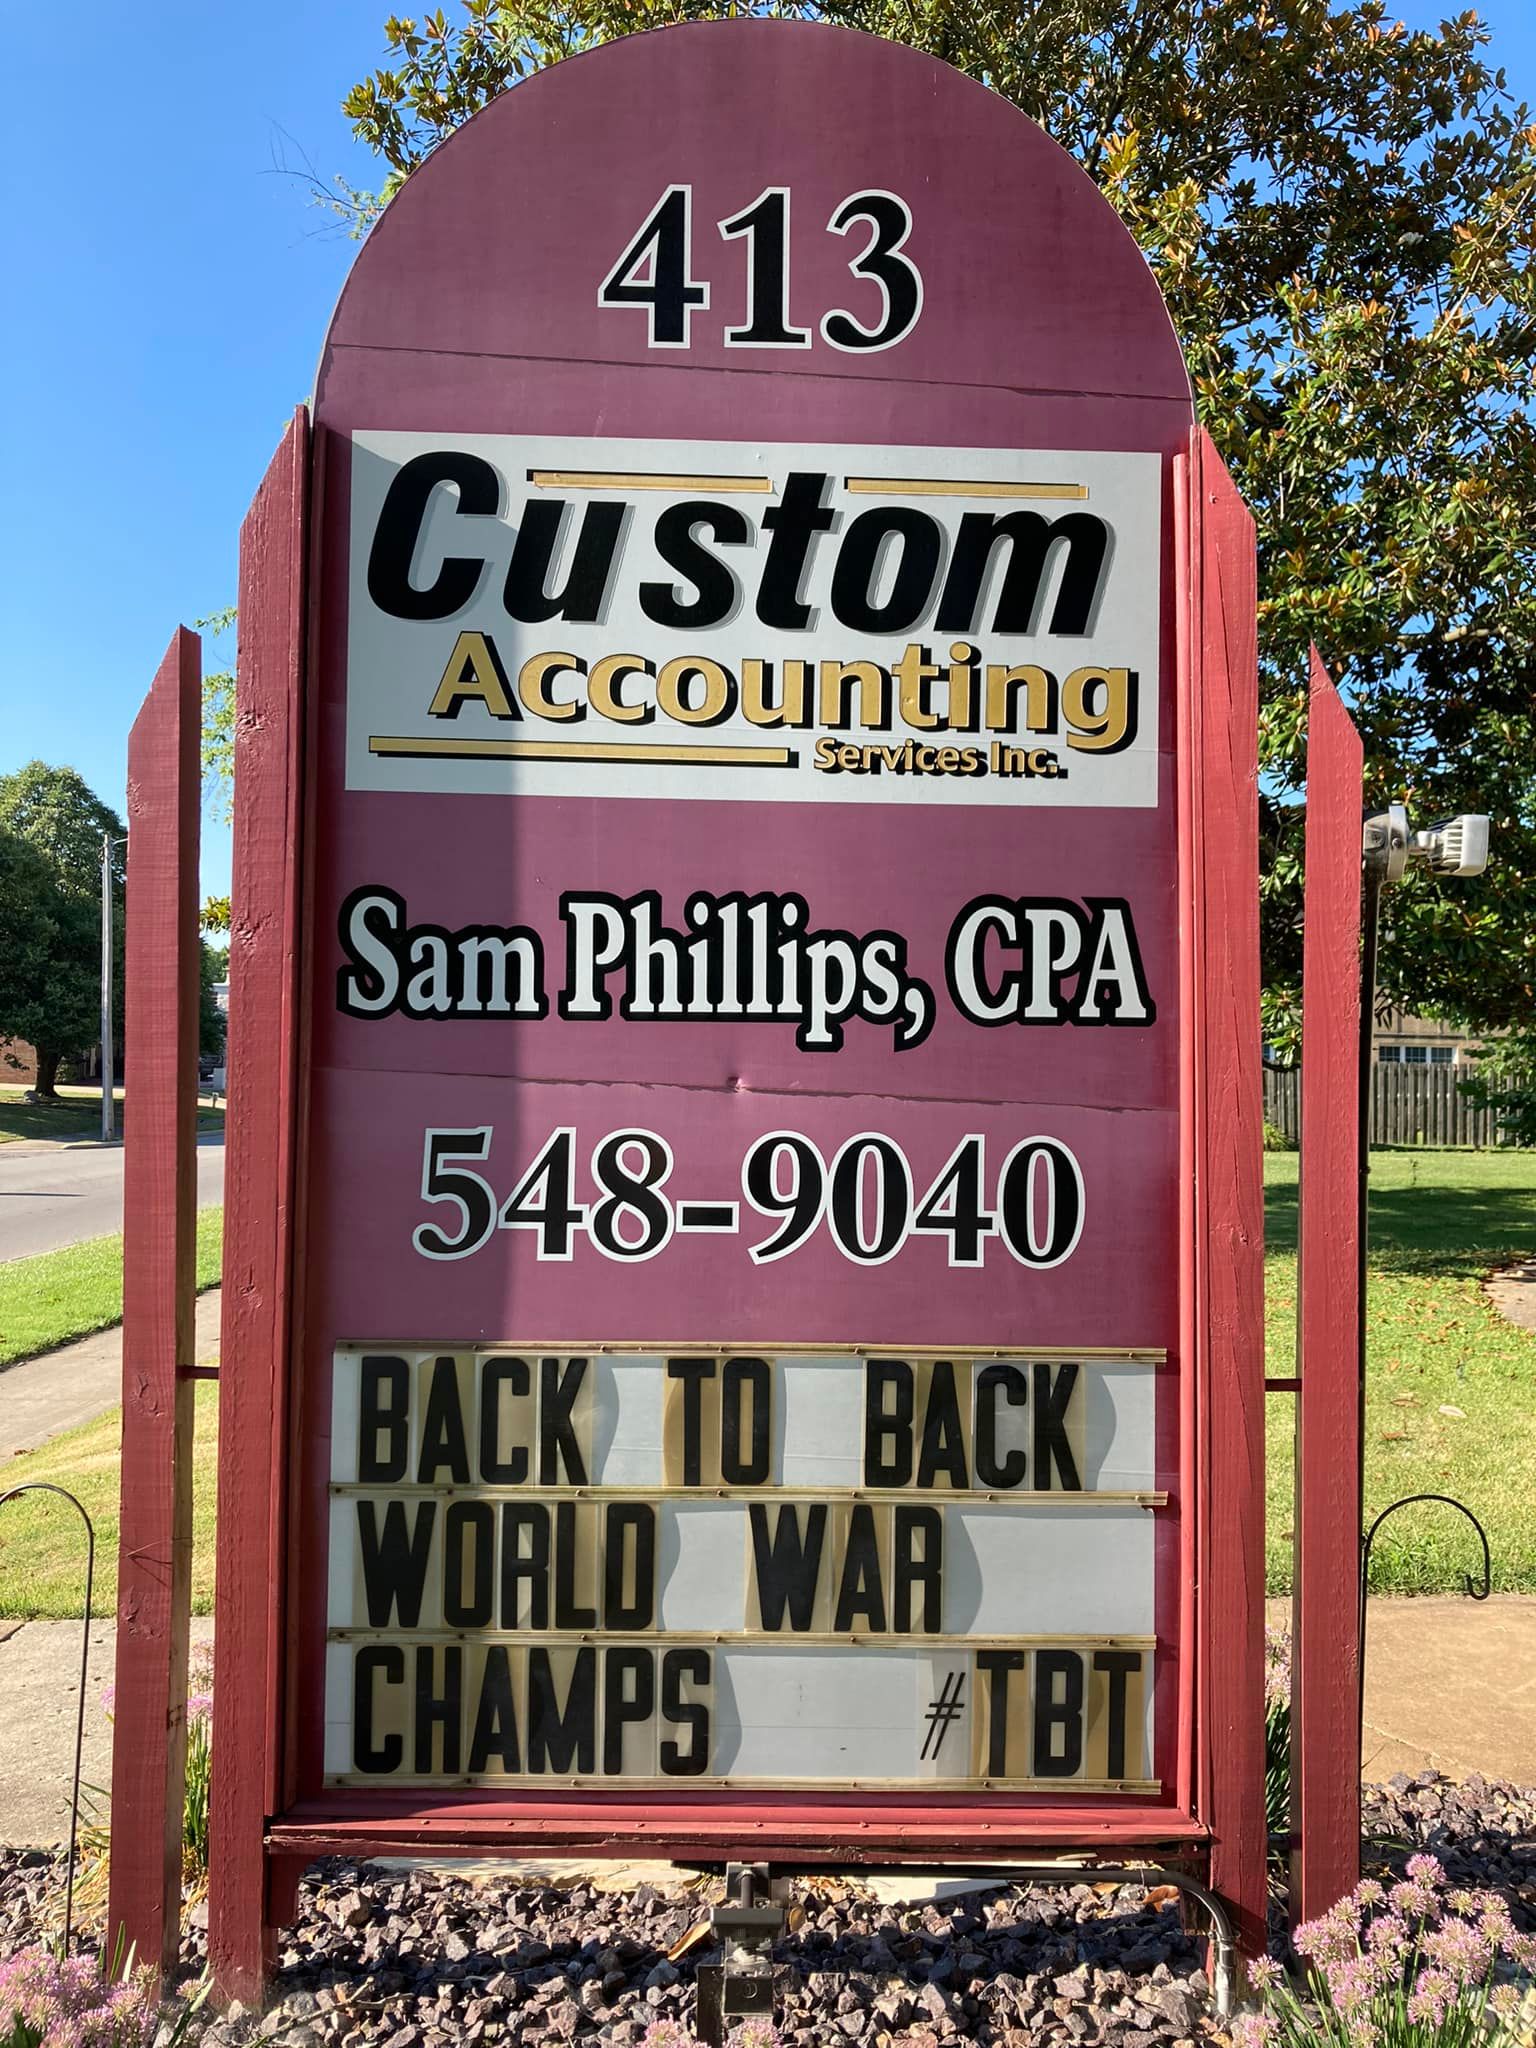 413
Custom
Accounting
Services Inc.
Sam Phillips, CPA
548-9040
BACK TO BACK
WORLD WAR
CHAMPS #TBT